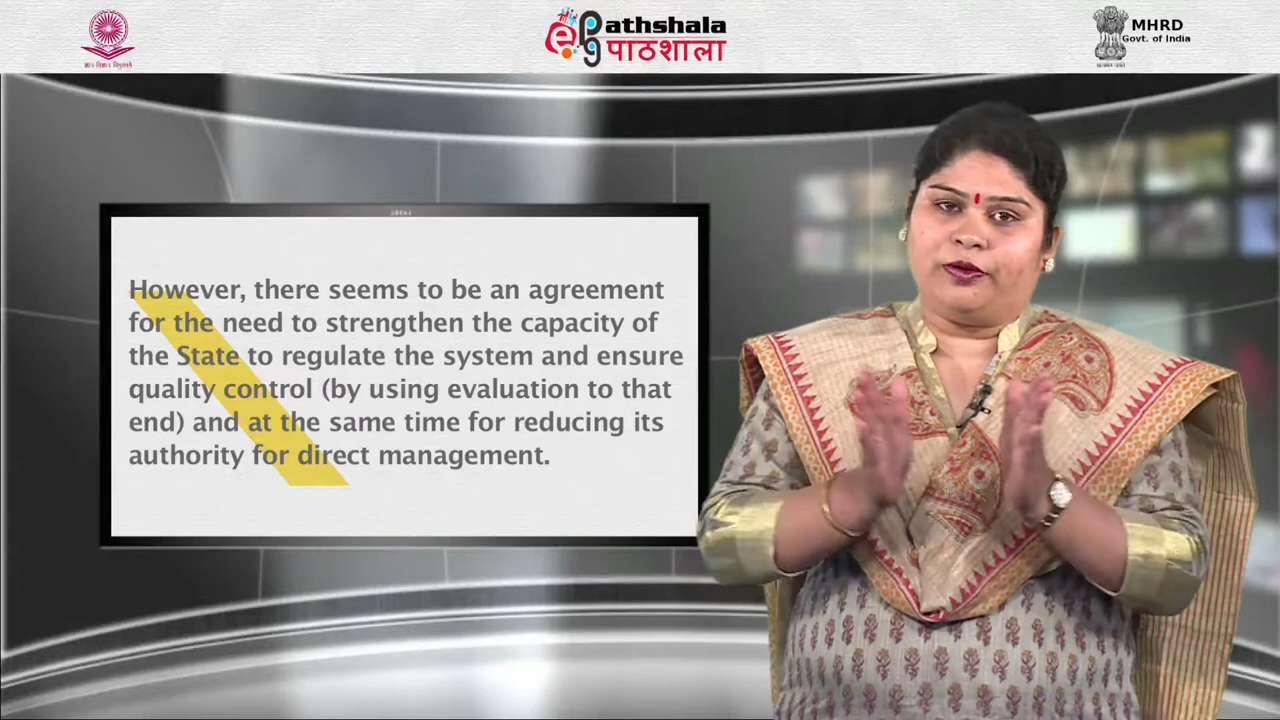 Pathshala
पाठशाला
MHRD
Govt. of India
However, there seems to be an agreement
for the need to strengthen the capacity of
the State to regulate the system and ensure
quality control (by using evaluation to that
end) and at the same time for reducing its
authority for direct management.